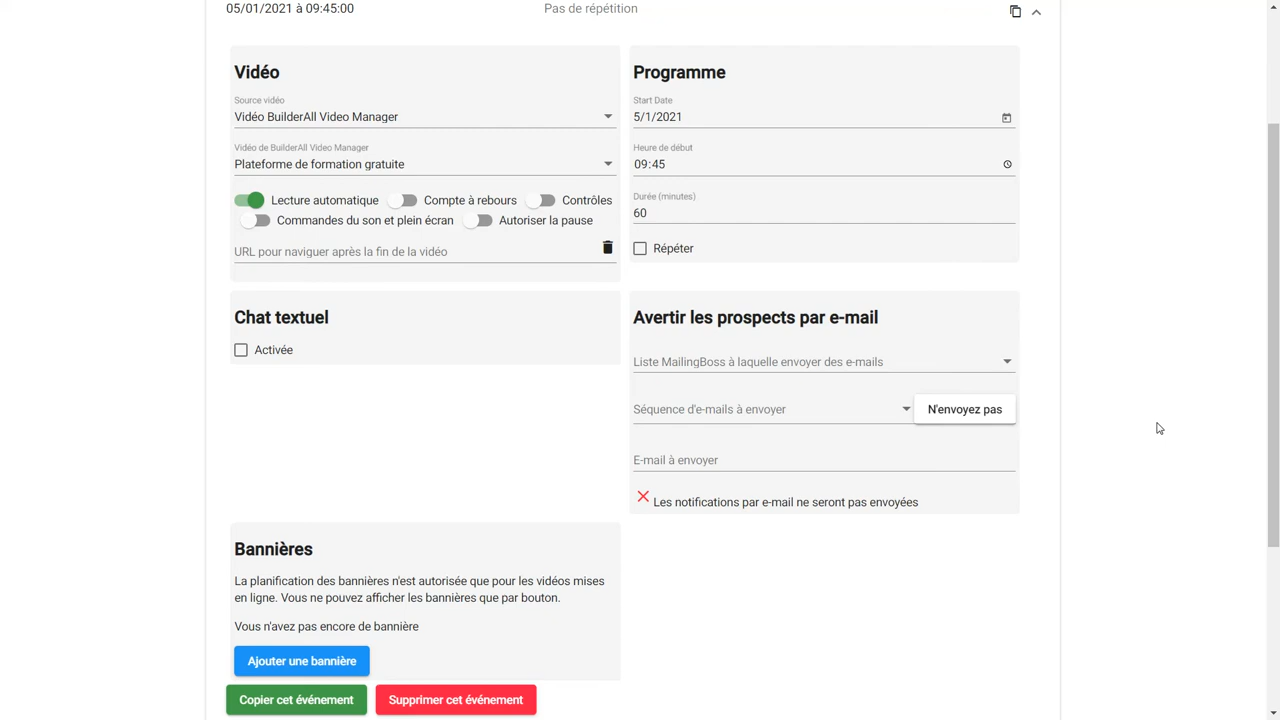 05/01/2021 à 09:45:00
Pas de répétition
Vidéo
Source vidéo
Vidéo BuilderAll Video Manager
Vidéo de BuilderAll Video Manager
Plateforme de formation gratuite
Lecture automatique Compte à rebours Contrôles
Commandes du son et plein écran Autoriser la pause
URL pour naviguer après la fin de la vidéo
Programme
Start Date
5/1/2021
Heure de début
09:45
Durée (minutes)
60
Répéter
Chat textuel
Activée
Avertir les prospects par e-mail
Liste MailingBoss à laquelle envoyer des e-mails
Séquence d'e-mails à envoyer
N'envoyez pas
E-mail à envoyer
Les notifications par e-mail ne seront pas envoyées
Bannières
La planification des bannières n'est autorisée que pour les vidéos mises
en ligne. Vous ne pouvez afficher les bannières que par bouton.
Vous n'avez pas encore de bannière
Ajouter une bannière
Copier cet événement
Supprimer cet événement